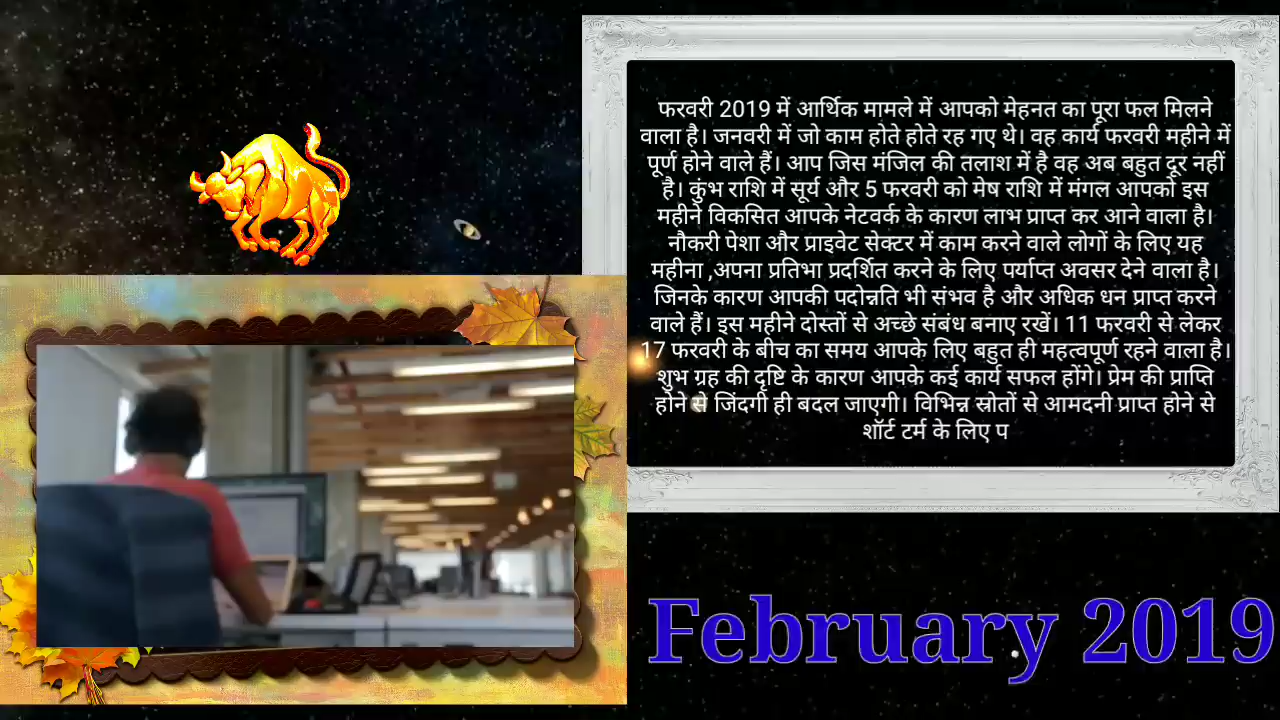 फरवरी 2019 में आर्थिक मामले में आपको मेहनत का पूरा फल मिलने
वाला है। जनवरी में जो काम होते होते रह गए थे। वह कार्य फरवरी महीने में
पूर्ण होने वाले हैं। आप जिस मंजिल की तलाश में है वह अब बहुत दूर नहीं
है। कुंभ राशि में सूर्य और 5 फरवरी को मेष राशि में मंगल आपको इस
महीने विकसित आपके नेटवर्क के कारण लाभ प्राप्त कर आने वाला है।
नौकरी पेशा और प्राइवेट सेक्टर में काम करने वाले लोगों के लिए यह
महीना ,अपना प्रतिभा प्रदर्शित करने के लिए पर्याप्त अवसर देने वाला है।
जिनके कारण आपकी पदोन्नति भी संभव है और अधिक धन प्राप्त करने
वाले हैं। इस महीने दोस्तों से अच्छे संबंध बनाए रखें। 11 फरवरी से लेकर
17 फरवरी के बीच का समय आपके लिए बहुत ही महत्वपूर्ण रहने वाला है।
शुभ ग्रह की दृष्टि के कारण आपके कई कार्य सफल होंगे। प्रेम की प्राप्ति
होने से जिंदगी ही बदल जाएगी। विभिन्न स्रोतों से आमदनी प्राप्त होने से
शॉर्ट टर्म के लिए प
February 2019